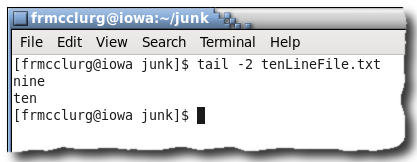 frmcclurg@iowa:~/junk
File Edit View Search Terminal Help
[frmcclurg@iowa junk]$ tail -2 tenLineFile.txt
nine
ten
[frmcclurg@iowa junk]$